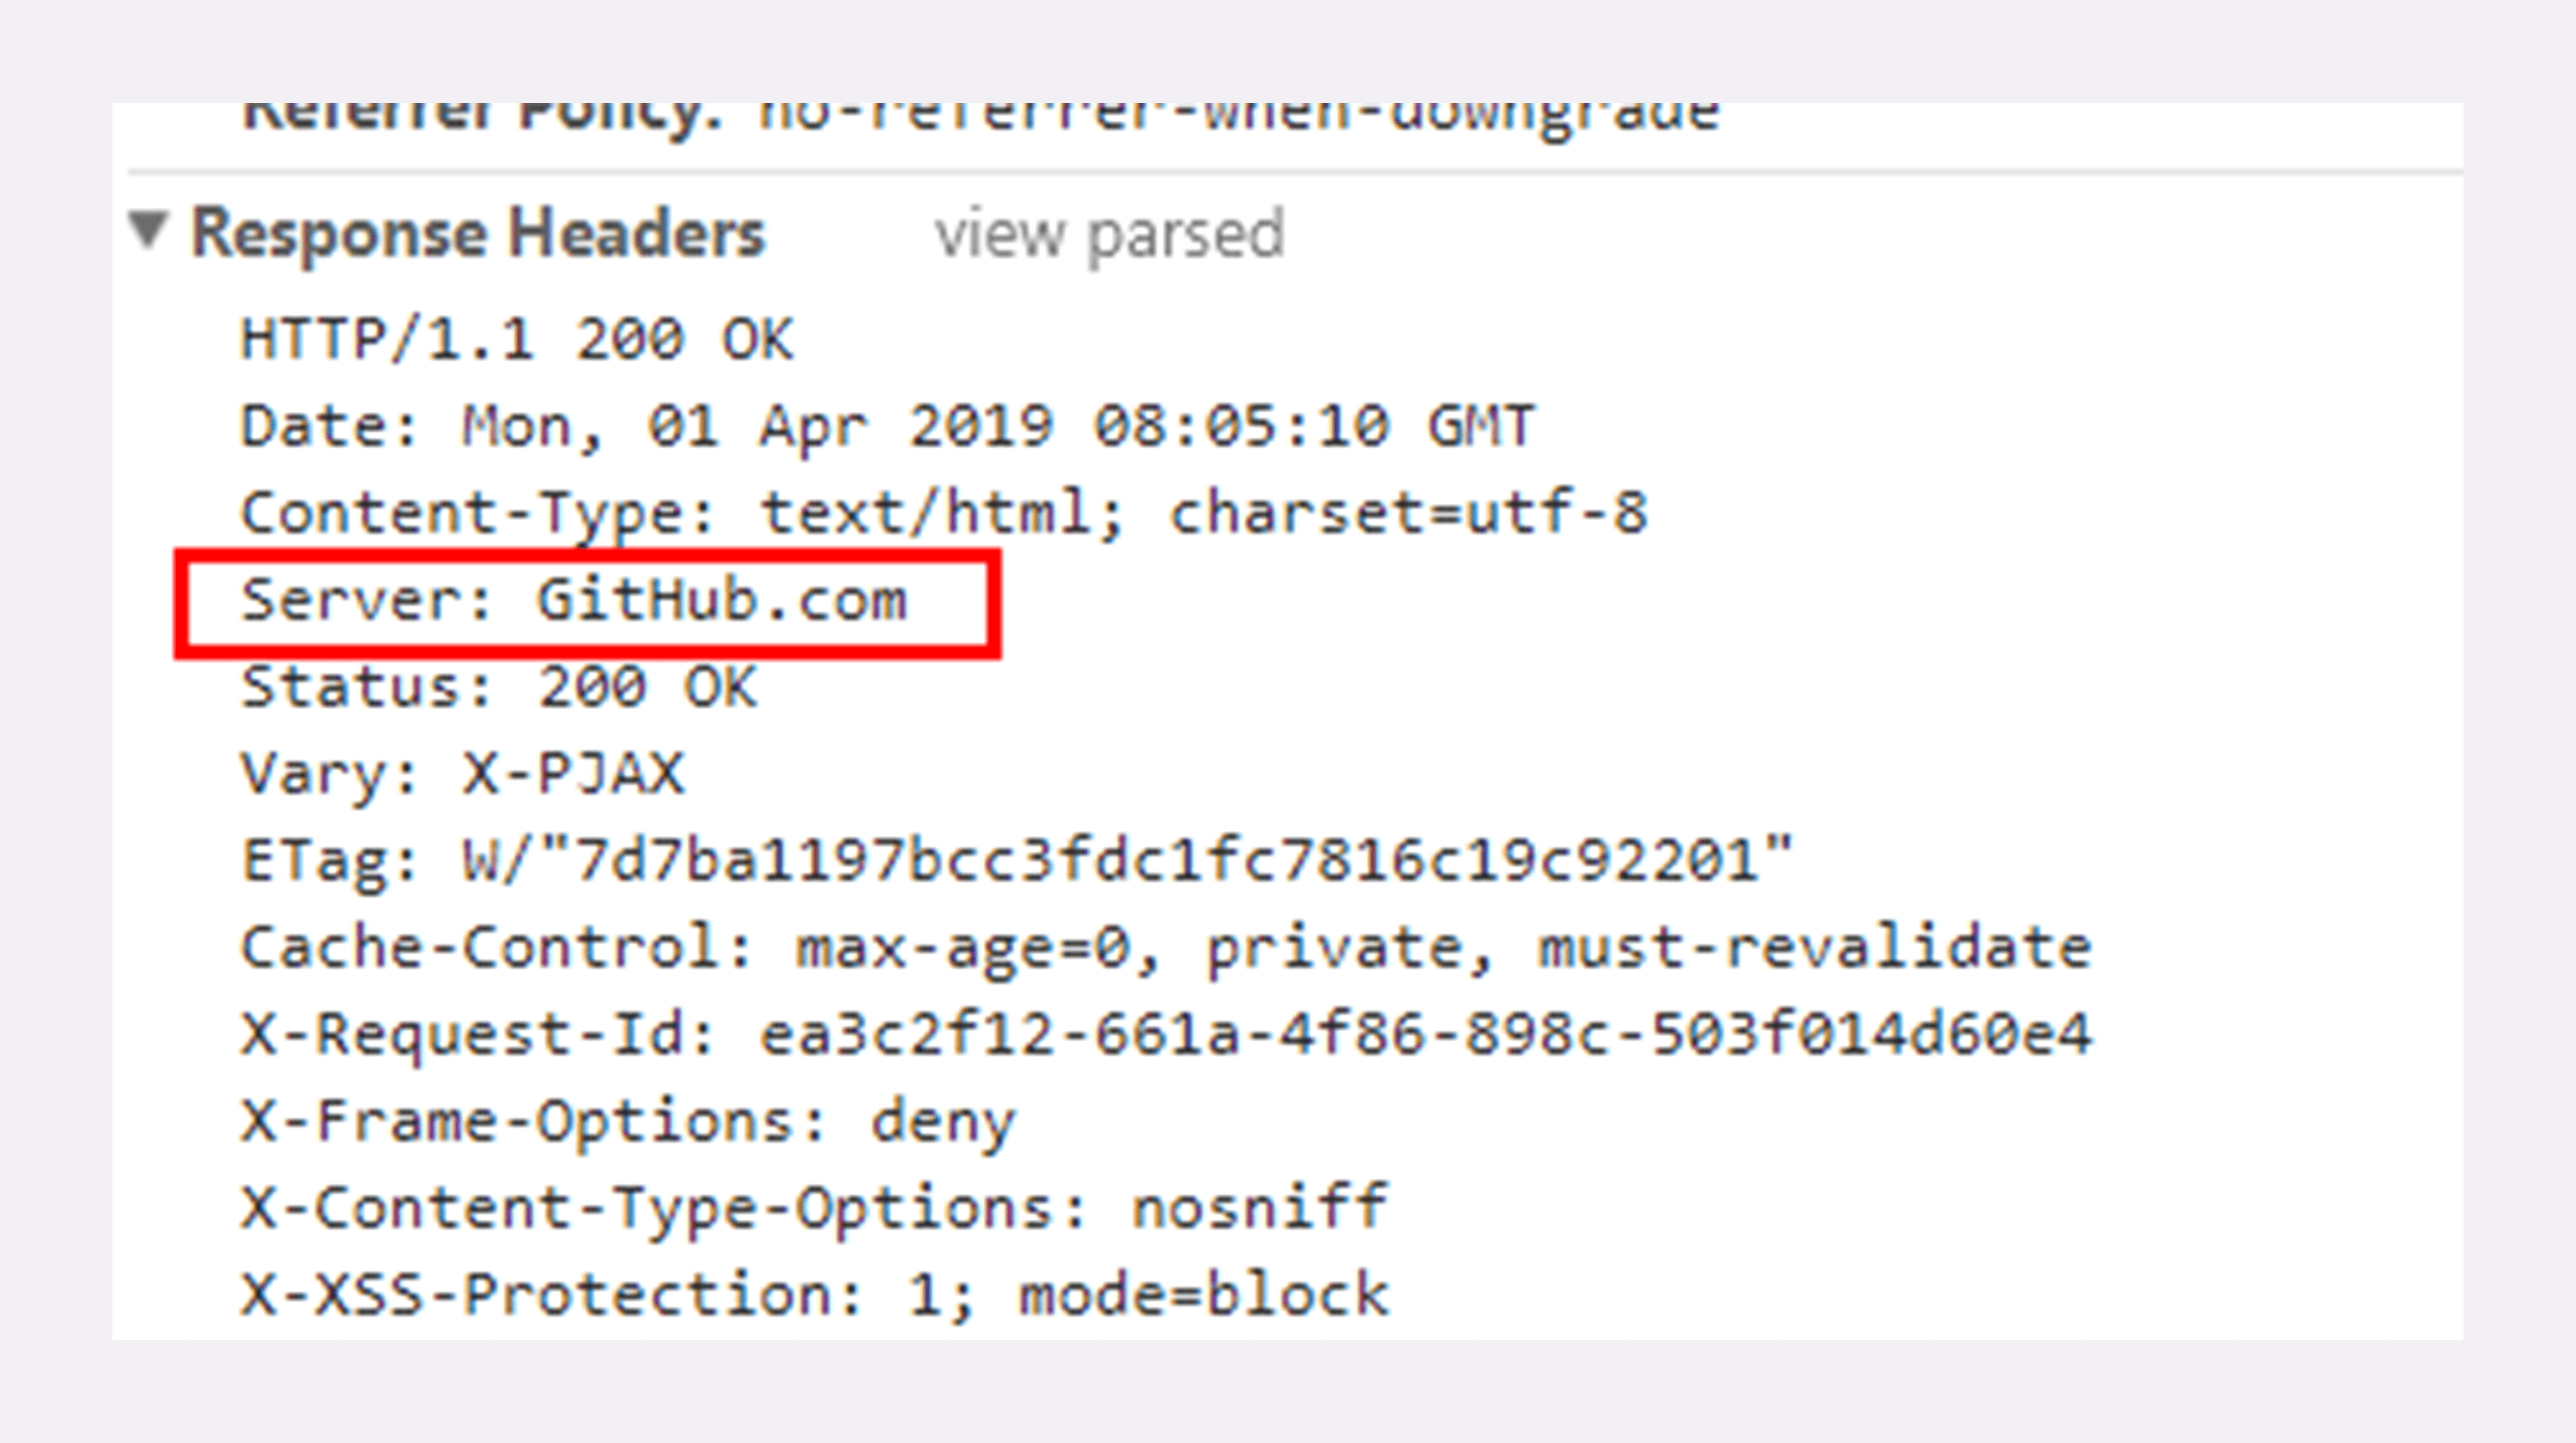 Referrer Policy: no-referrer-when-downgrade
▼ Response Headers view parsed
HTTP/1.1 200 OK
Date: Mon, 01 Apr 2019 08:05:10 GMT
Content-Type: text/html; charset=utf-8
Server: GitHub.com
Status: 200 OK
Vary: X-PJAX
ETag: W/"7d7ba1197bcc3fdc1fc7816c19c92201"
Cache-Control: max-age=0, private, must-revalidate
X-Request-Id: ea3c2f12-661a-4f86-898c-503f014d60e4
X-Frame-Options: deny
X-Content-Type-Options: nosniff
X-XSS-Protection: 1; mode=block